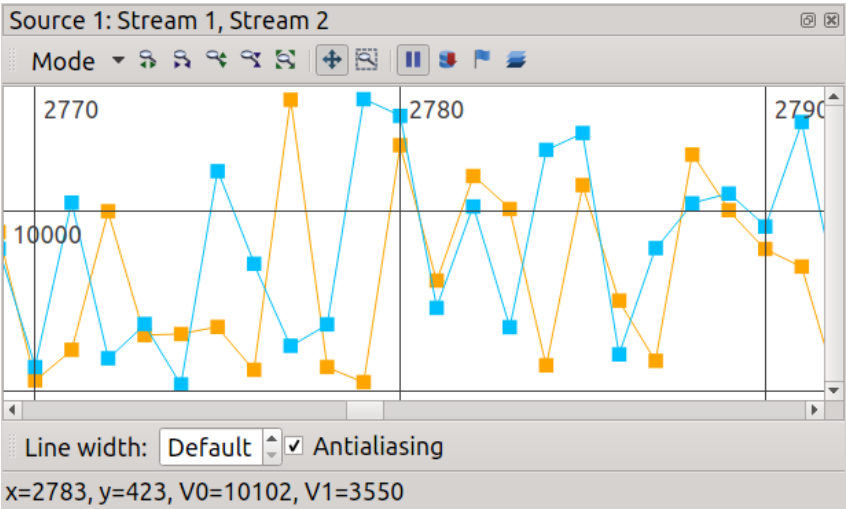 Source 1: Stream 1, Stream 2
Mode
2770 2780 2790
10000
Line width: Default Antialiasing
x=2783, y=423, V0=10102, V1=3550